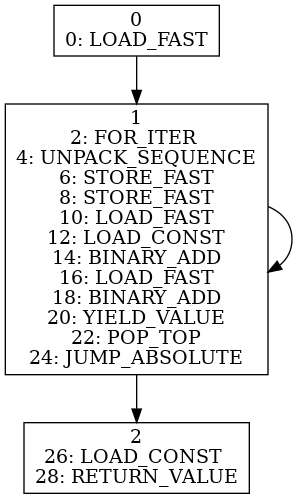 0
0: LOAD_FAST
1
2: FOR_ITER
4: UNPACK_SEQUENCE
6: STORE_FAST
8: STORE_FAST
10: LOAD_FAST
12: LOAD_CONST
14: BINARY_ADD
16: LOAD_FAST
18: BINARY_ADD
20: YIELD_VALUE
22: POP_TOP
24: JUMP_ABSOLUTE
2
26: LOAD_CONST
28: RETURN_VALUE